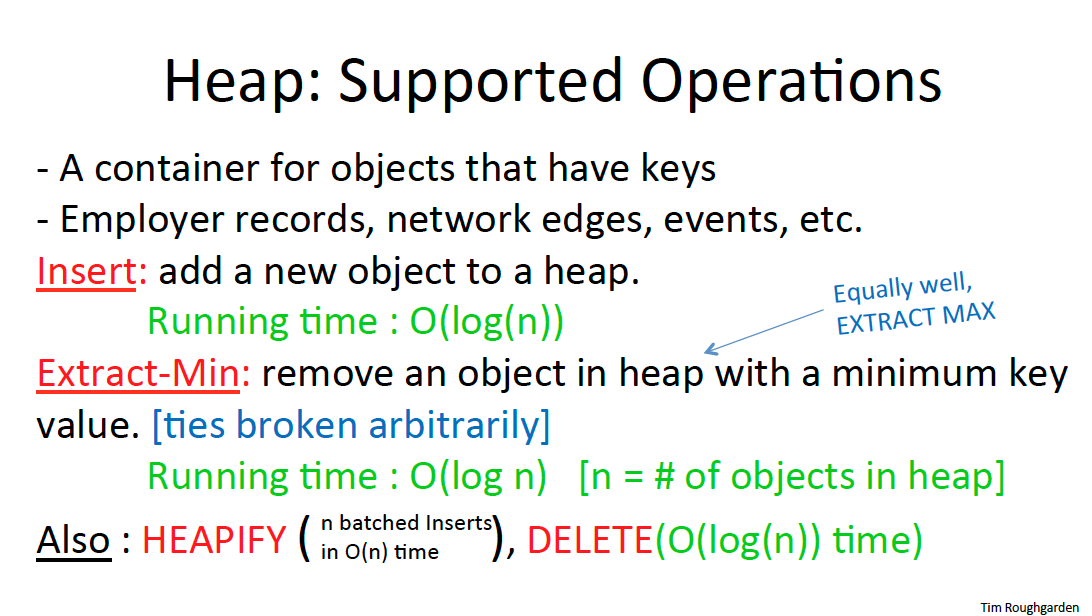 Heap: Supported Operations
- A container for objects that have keys
- Employer records, network edges, events, etc.
Insert: add a new object to a heap.
Running time : O(log(n))
Equally well,
EXTRACT MAX
Extract-Min: remove an object in heap with a minimum key
value. [ties broken arbitrarily]
Running time : O(log n) [n = # of objects in heap]
Also : HEAPIFY ( n batched Inserts
in O(n) time ), DELETE(O(log(n)) time)
Tim Roughgarden